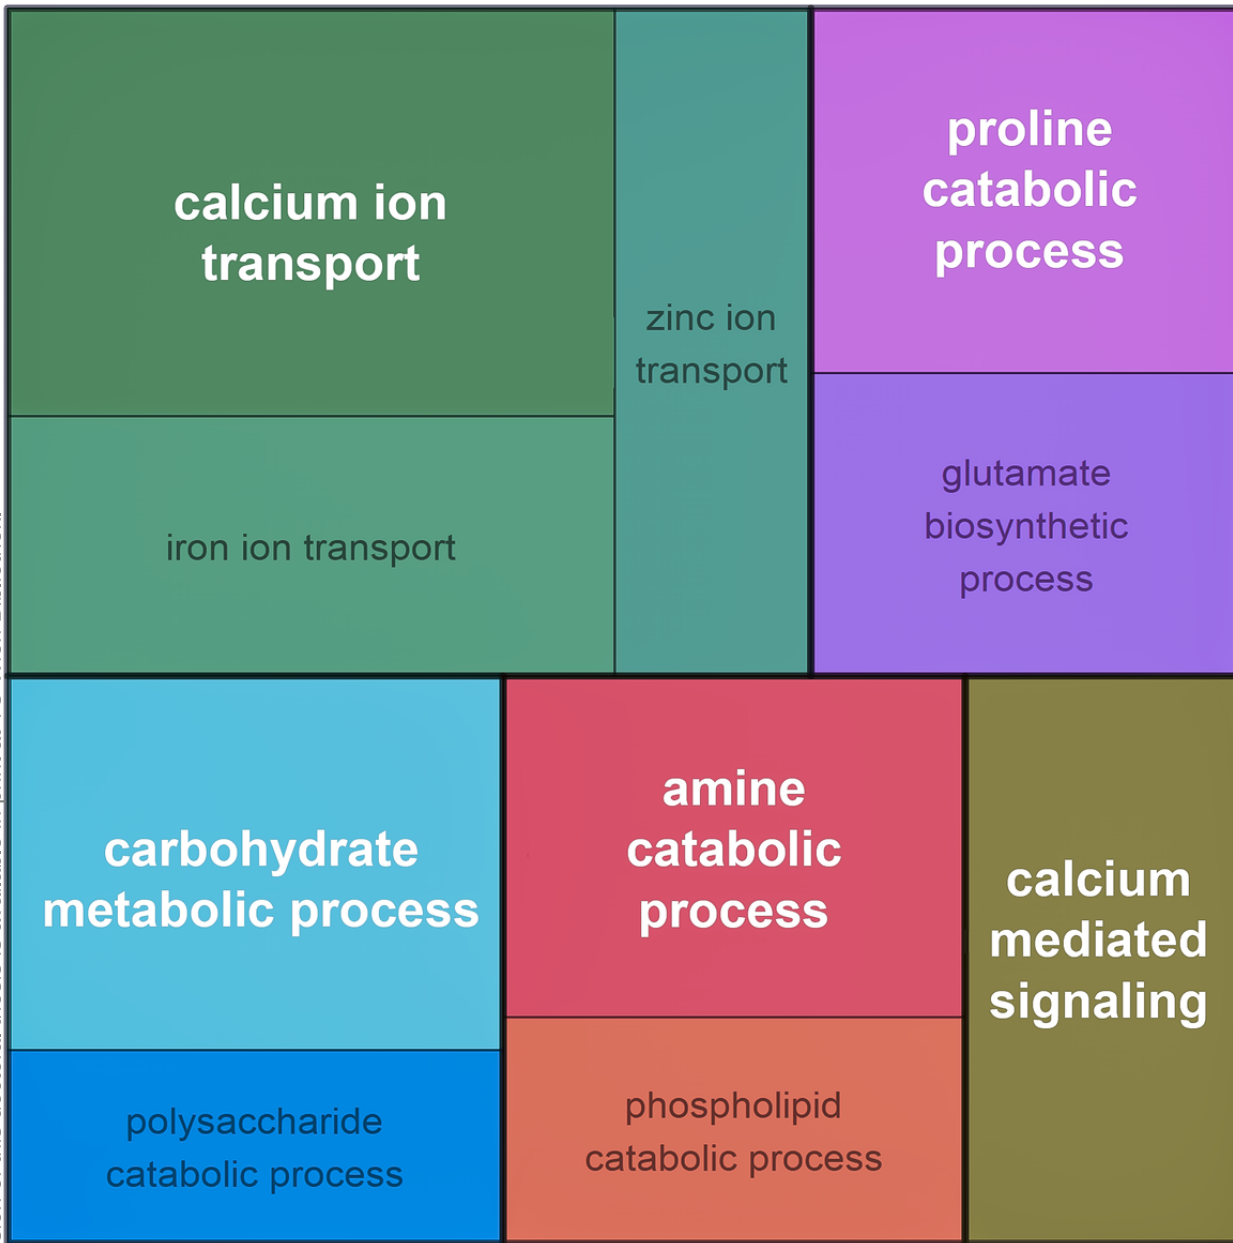 calcium ion
transport
zinc ion
transport
proline
catabolic
process
iron ion transport
glutamate
biosynthetic
process
carbohydrate
metabolic process
amine
catabolic
process
calcium
mediated
signaling
polysaccharide
catabolic process
phospholipid
catabolic process